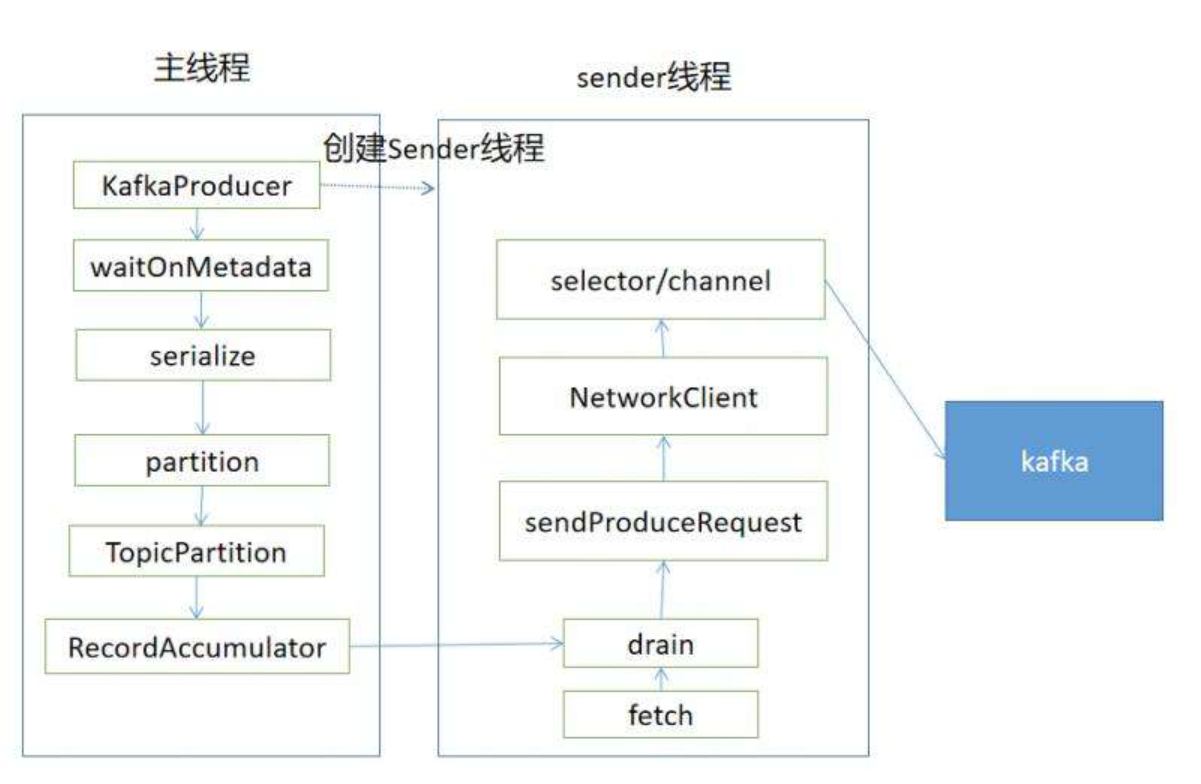 主线程
sender线程
创建Sender线程
KafkaProducer
waitOnMetadata
serialize
partition
TopicPartition
RecordAccumulator
selector/channel
NetworkClient
sendProduceRequest
drain
fetch
kafka